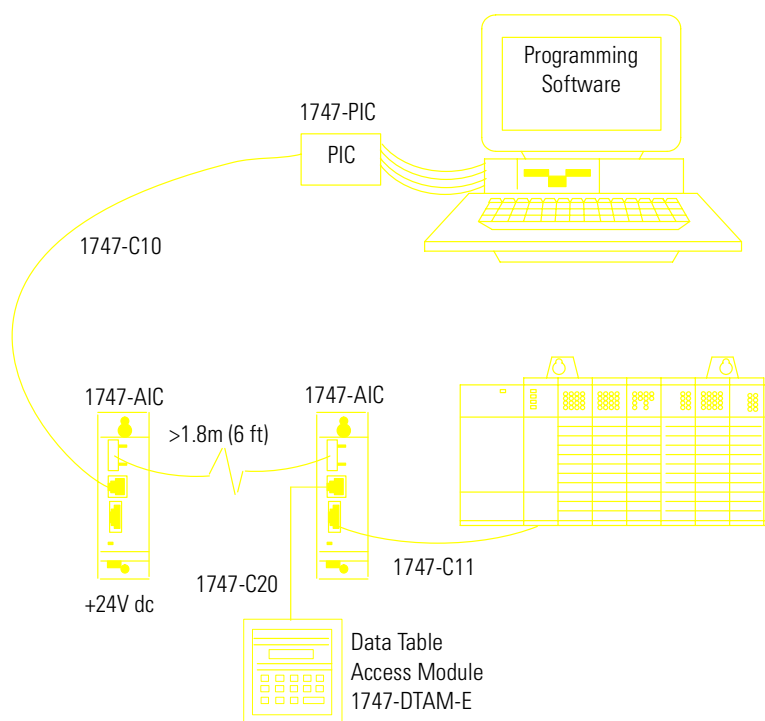 Programming
Software
1747-PIC
PIC
1747-C10
1747-AIC
1747-AIC
>1.8m (6 ft)
1747-C11
1747-C20
+24V dc
Data Table
Access Module
1747-DTAM-E